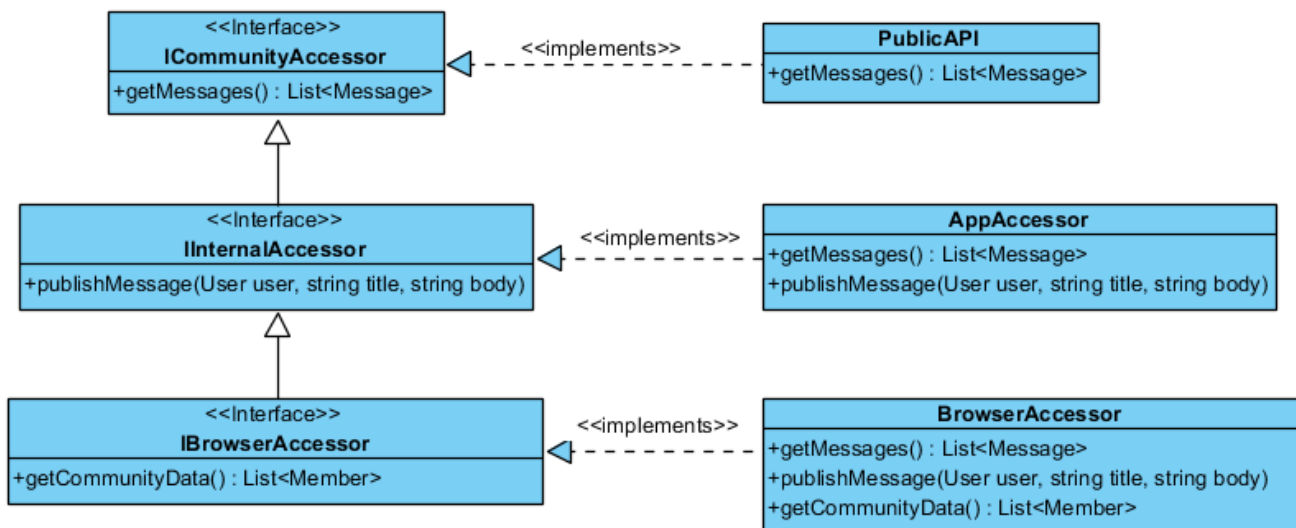 <<Interface>>
ICommunityAccessor
+getMessages() : List<Message>
<<implements>>
PublicAPI
+getMessages() : List<Message>
<<Interface>>
IInternalAccessor
+publishMessage(User user, string title, string body)
<<implements>>
AppAccessor
+getMessages() : List<Message>
+publishMessage(User user, string title, string body)
<<Interface>>
IBrowserAccessor
+getCommunityData() : List<Member>
<<implements>>
BrowserAccessor
+getMessages() : List<Message>
+publishMessage(User user, string title, string body)
+getCommunityData() : List<Member>